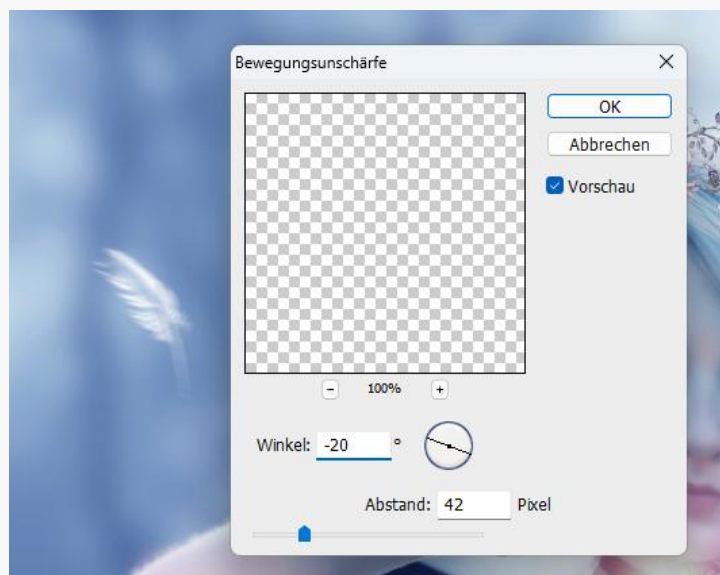 Bewegungsunschärfe
OK
Abbrechen
Vorschau
100%
Winkel: -20 °
Abstand: 42 Pixel